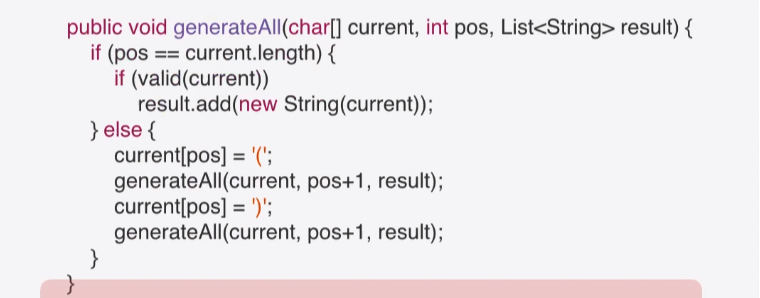 public void generateAll(char[] current, int pos, List<String> result) {
if (pos == current.length) {
if (valid(current))
result.add(new String(current));
} else {
current[pos] = '(';
generateAll(current, pos+1, result);
current[pos] = ')';
generateAll(current, pos+1, result);
}
}